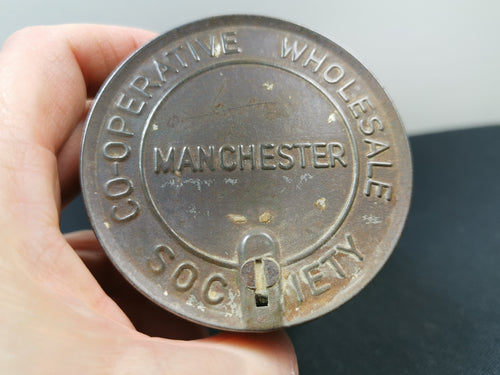 CO-OPERATIVE WHOLESALE
SOCIETY
MANCHESTER